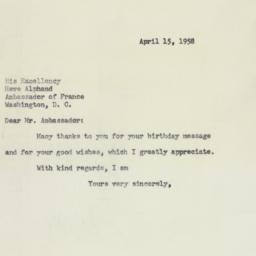 April 15, 1958
His Excellency
Herve Alphand
Ambassador of France
Washington, D. C.
Dear Mr. Ambassador:
Many thanks to you for your birthday message
and for your good wishes, which I greatly appreciate.
With kind regards, I am
Yours very sincerely,